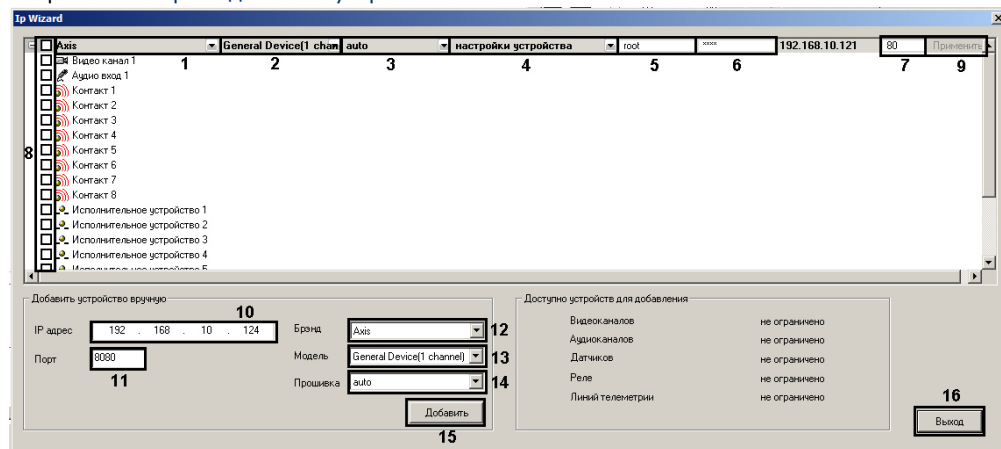 Ip Wizard
Axis General Device(1 chan auto настройки устройства root **** 192.168.10.121 80 Применить
Видео канал 1
1 2 3 4 5 6 7 9
Аудио вход 1
Контакт 1
Контакт 2
Контакт 3
Контакт 4
8 Контакт 5
Контакт 6
Контакт 7
Контакт 8
Исполнительное устройство 1
Исполнительное устройство 2
Исполнительное устройство 3
Исполнительное устройство 4
Исполнительное устройство 5
Добавить устройство вручную
10
IP адрес 192 . 168 . 10 . 124
Порт 8080
11
Брэнд Axis 12
Модель General Device(1 channel) 13
Прошивка auto 14
Добавить
15
Доступно устройств для добавления
Видеоканалов не ограничено
Аудиоканалов не ограничено
Датчиков не ограничено
Реле не ограничено
Линий телеметрии не ограничено
16
Выход